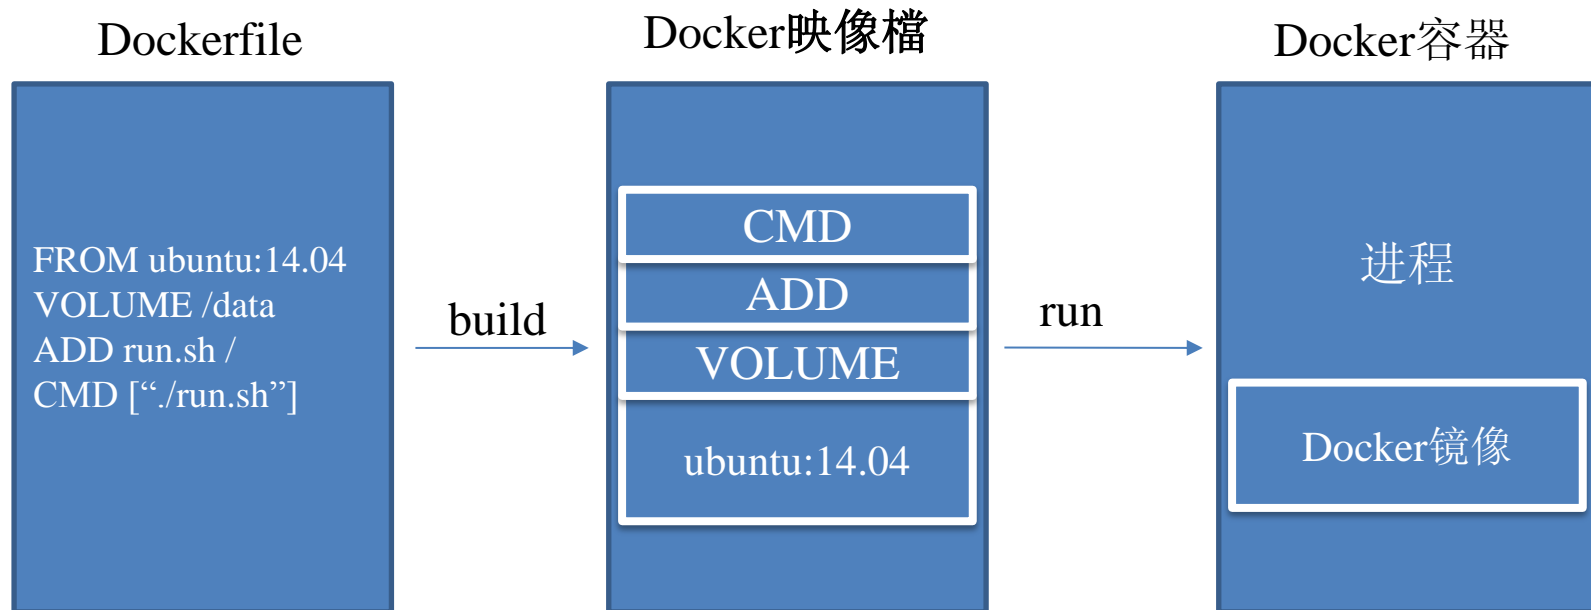 Dockerfile
FROM ubuntu:14.04
VOLUME /data
ADD run.sh /
CMD [“./run.sh”]
build
Docker映像檔
CMD
ADD
VOLUME
ubuntu:14.04
run
Docker容器
进程
Docker镜像